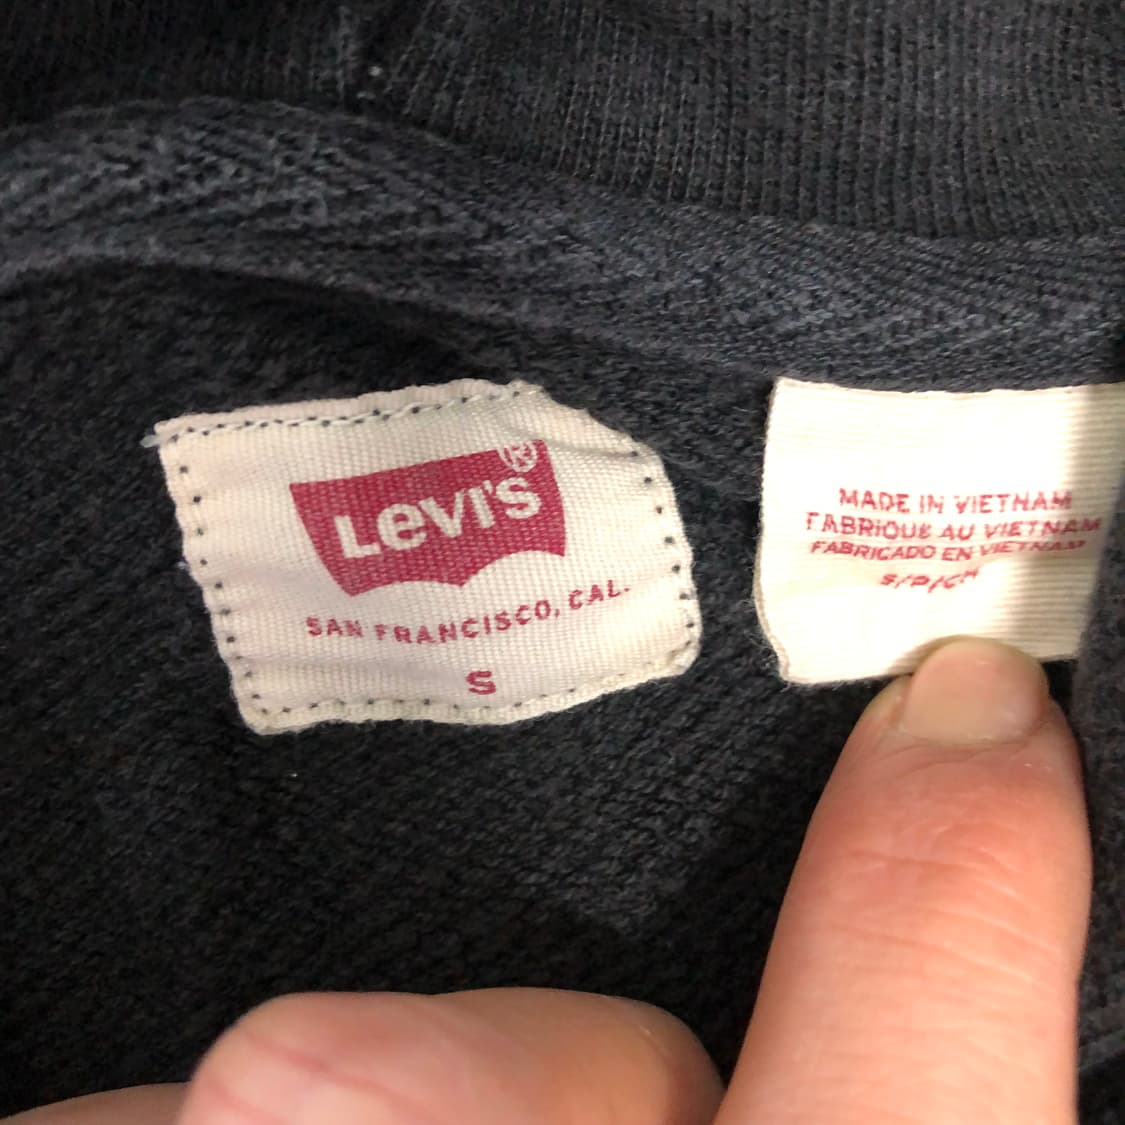 Levi's®
SAN FRANCISCO, CAL.
S
MADE IN VIETNAM
FABRIQUE AU VIETNAM
FABRICADO EN VIETNAM
S/P/CH